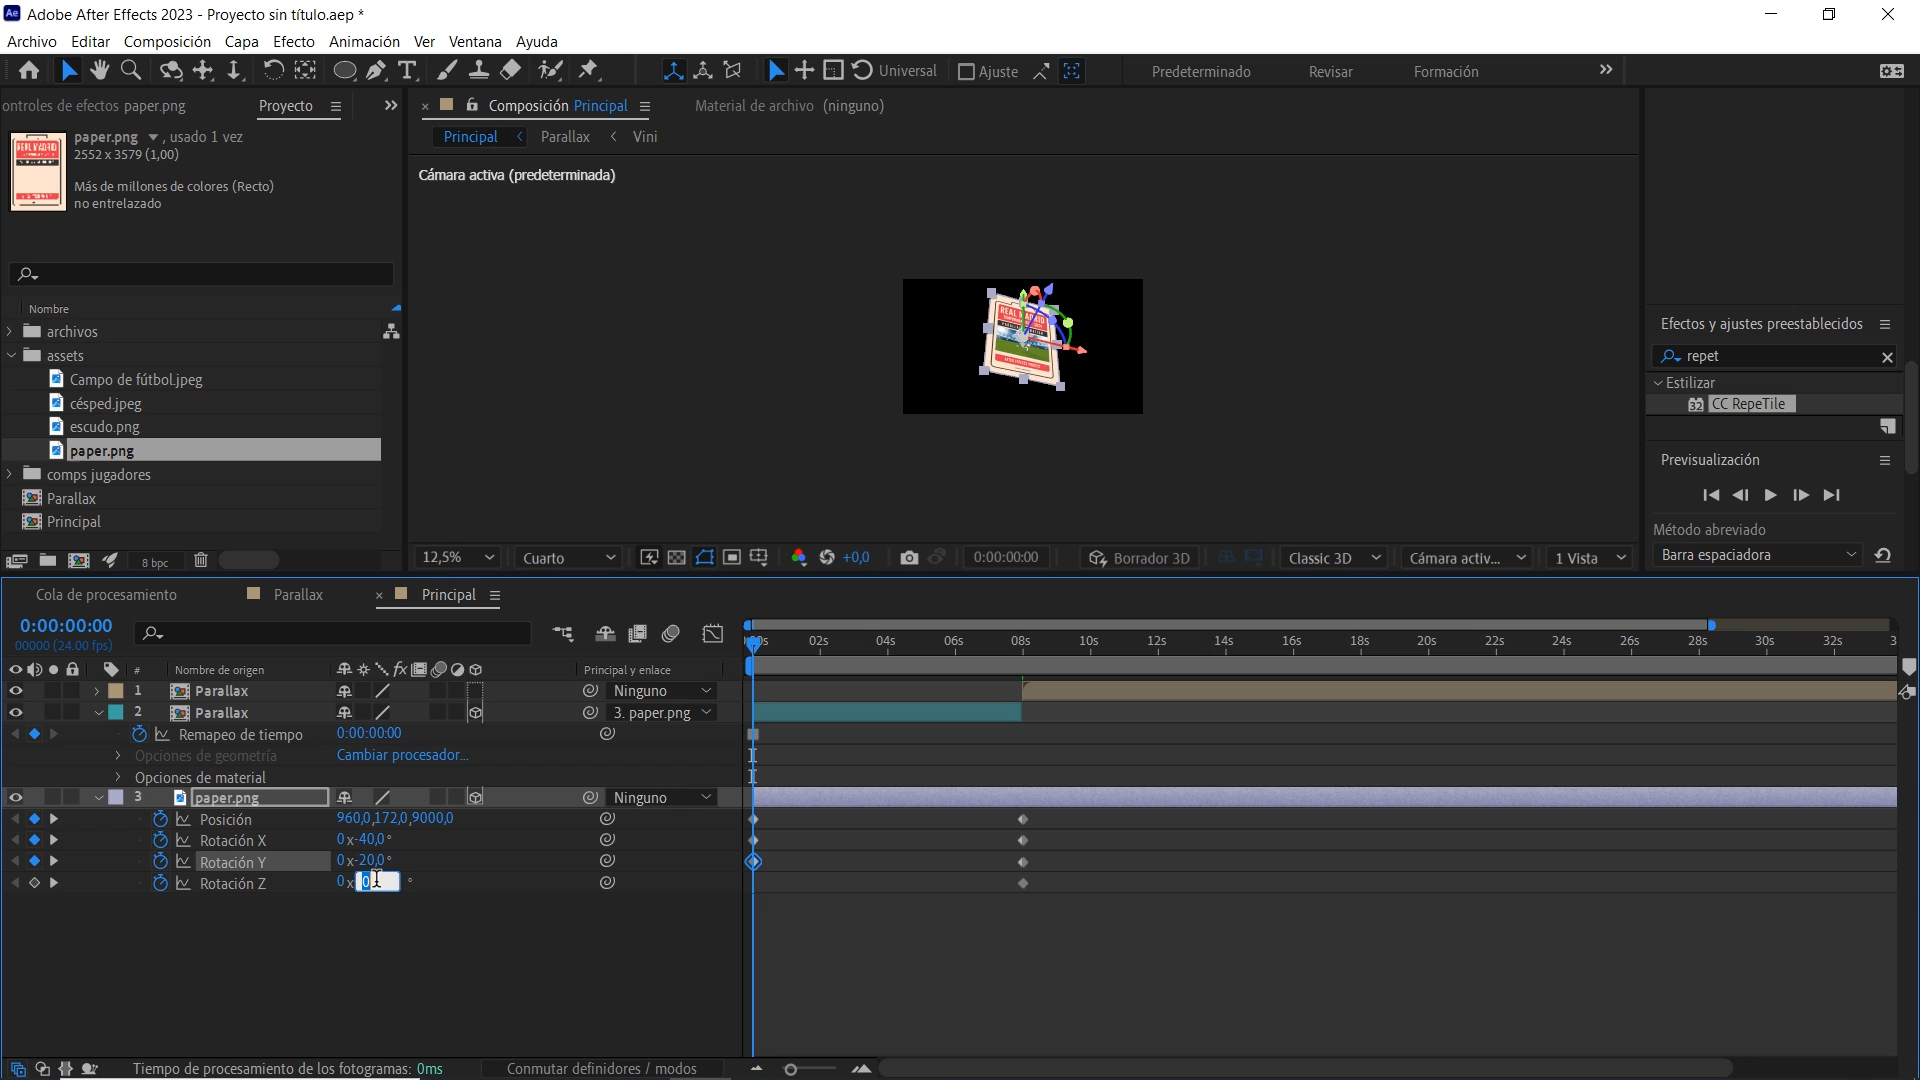 Adobe After Effects 2023 - Proyecto sin título.aep *
Archivo Editar Composición Capa Efecto Animación Ver Ventana Ayuda
Universal Ajuste Predeterminado Revisar Formación
ontroles de efectos paper.png Proyecto
Composición Principal Material de archivo (ninguno)
paper.png , usado 1 vez
2552 x 3579 (1,00)
Más de millones de colores (Recto)
no entrelazado
Principal Parallax Vini
Cámara activa (predeterminada)
REAL MADRID
Nombre
archivos
assets
Campo de fútbol.jpeg
césped.jpeg
escudo.png
paper.png
comps jugadores
Parallax
Principal
8 bpc
12,5% Cuarto +0,0 0:00:00:00 Borrador 3D Classic 3D Cámara activ... 1 Vista
Efectos y ajustes preestablecidos
repet
Estilizar
32 CC RepeTile
Previsualización
Método abreviado
Barra espaciadora
Cola de procesamiento Parallax Principal
0:00:00:00
00000 (24.00 fps)
02s 04s 06s 08s 10s 12s 14s 16s 18s 20s 22s 24s 26s 28s 30s 32s 3
# Nombre de origen fx Principal y enlace
1 Parallax Ninguno
2 Parallax 3. paper.png
Remapeo de tiempo 0:00:00:00
Opciones de geometría Cambiar procesador...
Opciones de material
3 paper.png Ninguno
Posición 960,0,172,0,9000,0
Rotación X 0x-40,0°
Rotación Y 0x-20,0°
Rotación Z 0x 0 °
Tiempo de procesamiento de los fotogramas: 0ms Conmutar definidores / modos